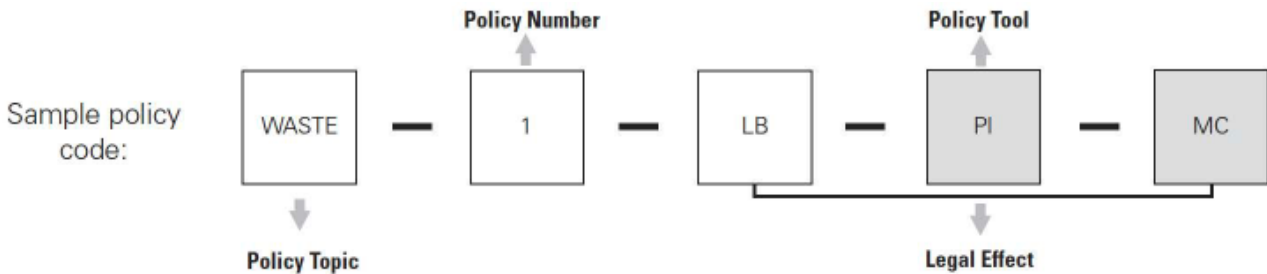 Policy Number
Policy Tool
Sample policy
code:
WASTE
1
LB
PI
MC
Policy Topic
Legal Effect